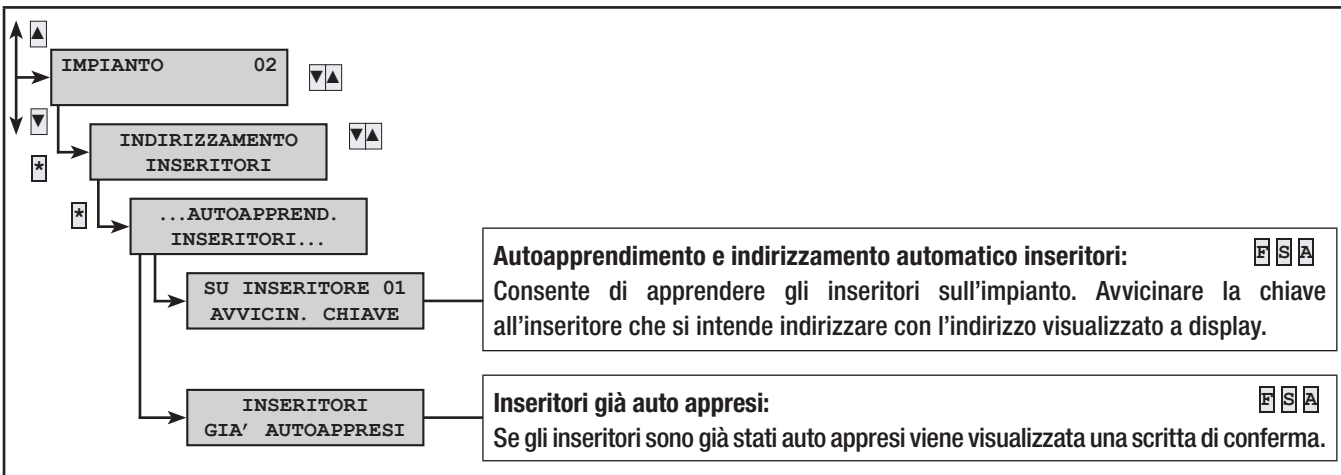 ▲
IMPIANTO 02
▼▲
▼
INDIRIZZAMENTO
INSERITORI
▼▲
*
*
...AUTOAPPREND.
INSERITORI...
SU INSERITORE 01
AVVICIN. CHIAVE
Autoapprendimento e indirizzamento automatico inseritori: F S A
Consente di apprendere gli inseritori sull’impianto. Avvicinare la chiave
all’inseritore che si intende indirizzare con l’indirizzo visualizzato a display.
INSERITORI
GIA’ AUTOAPPRESI
Inseritori già auto appresi: F S A
Se gli inseritori sono già stati auto appresi viene visualizzata una scritta di conferma.